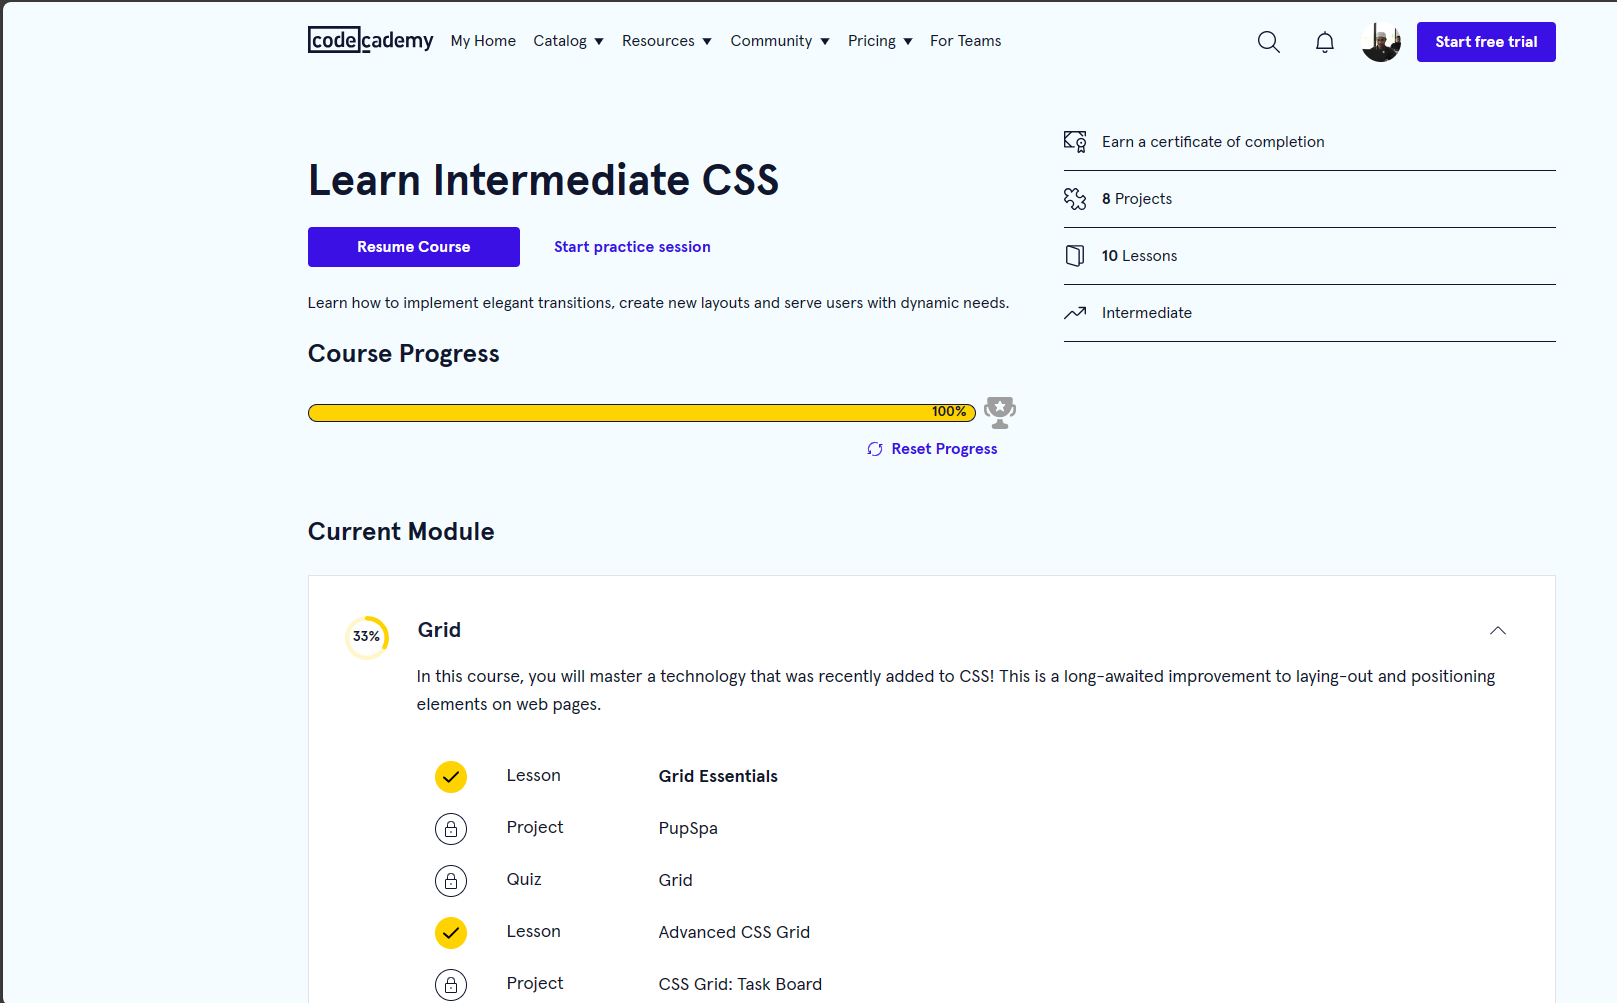 codecademy My Home Catalog Resources Community Pricing For Teams Start free trial
Earn a certificate of completion
Learn Intermediate CSS
8 Projects
Resume Course Start practice session
10 Lessons
Learn how to implement elegant transitions, create new layouts and serve users with dynamic needs.
Intermediate
Course Progress
100%
Reset Progress
Current Module
33% Grid
In this course, you will master a technology that was recently added to CSS! This is a long-awaited improvement to laying-out and positioning
elements on web pages.
Lesson Grid Essentials
Project PupSpa
Quiz Grid
Lesson Advanced CSS Grid
Project CSS Grid: Task Board